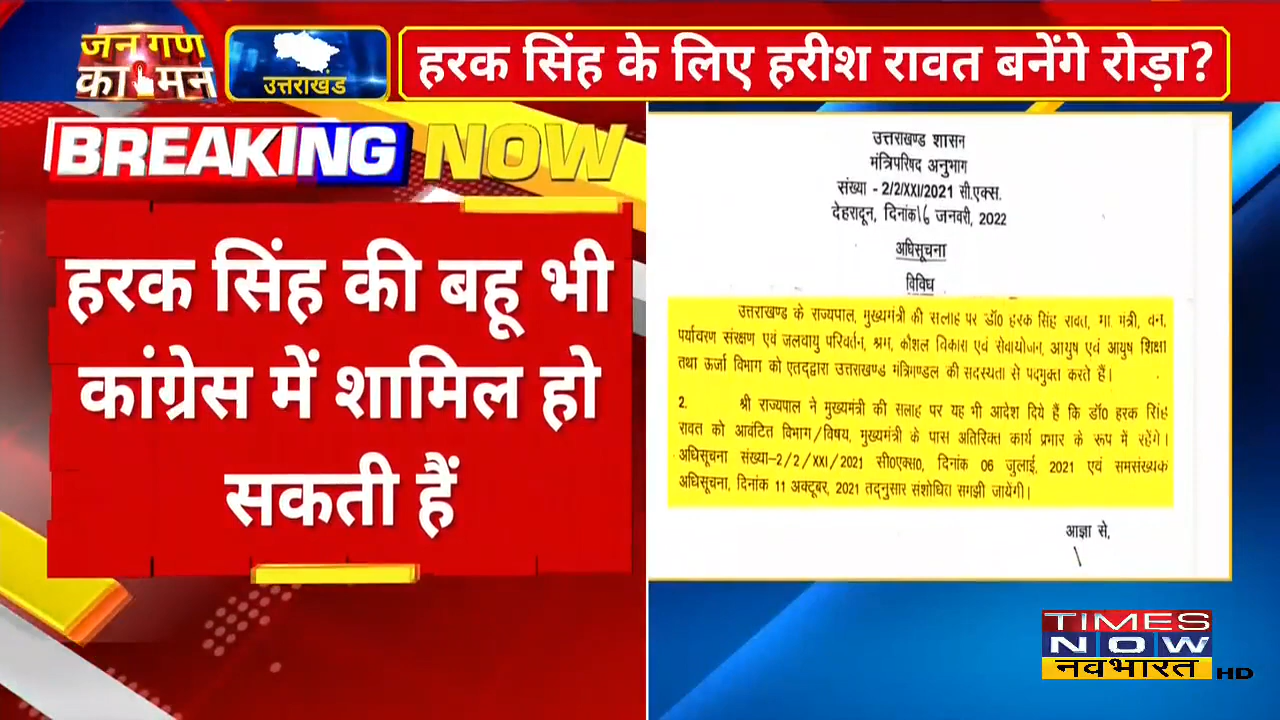 जन गण
का मन
उत्तराखंड
हरक सिंह के लिए हरीश रावत बनेंगे रोड़ा?
BREAKING NOW
हरक सिंह की बहू भी
कांग्रेस में शामिल हो
सकती हैं
उत्तराखण्ड शासन
मंत्रिपरिषद अनुभाग
संख्या - 2/2/XXI/2021 सी.एक्स.
देहरादून, दिनांक 16 जनवरी, 2022
अधिसूचना
विविध
उत्तराखण्ड के राज्यपाल, मुख्यमंत्री की सलाह पर डॉ0 हरक सिंह रावत, मा. मंत्री, वन,
पर्यावरण संरक्षण एवं जलवायु परिवर्तन, श्रम, कौशल विकास एवं सेवायोजन, आयुष एवं आयुष शिक्षा
तथा ऊर्जा विभाग को एतद्द्वारा उत्तराखण्ड मंत्रिमण्डल की सदस्यता से पदमुक्त करते हैं।
2. श्री राज्यपाल ने मुख्यमंत्री की सलाह पर यह भी आदेश दिये हैं कि डॉ0 हरक सिंह
रावत को आवंटित विभाग/विषय, मुख्यमंत्री के पास अतिरिक्त कार्य प्रभार के रूप में रहेंगे।
अधिसूचना संख्या-2/2/XXI/2021 सी0एक्स0, दिनांक 06 जुलाई, 2021 एवं समसंख्यक
अधिसूचना, दिनांक 11 अक्टूबर, 2021 तद्नुसार संशोधित समझी जायेंगी।
आज्ञा से,
TIMES
NOW
नवभारत HD